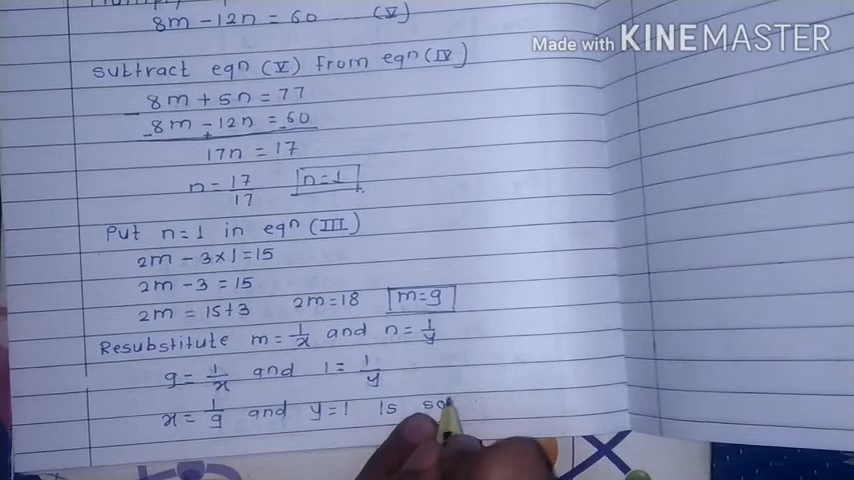 8m - 12n = 60 (V)
Made with KINEMASTER
suttract eqn (V) from eqn (IV)
8m + 5n = 77
- 8m - 12n = 60
- + -
17n = 17
n = 17/17 n=1
Put n=1 in eqn (III)
2m - 3×1 = 15
2m - 3 = 15
2m = 15+3 2m=18 m=9
Resubstitute m = 1/x and n = 1/y
9 = 1/x and 1 = 1/y
x = 1/9 and y=1 Is so